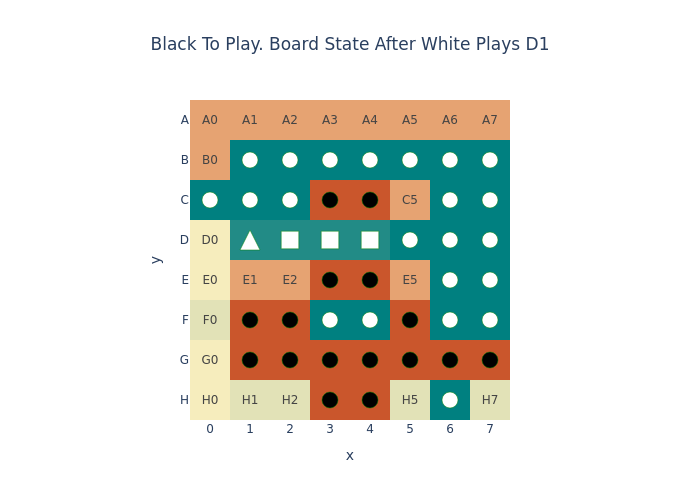 Black To Play. Board State After White Plays D1
A A0 A1 A2 A3 A4 A5 A6 A7
B B0
C C5
D D0
E E0 E1 E2 E5
F F0
G G0
H H0 H1 H2 H5 H7
0 1 2 3 4 5 6 7
x
y